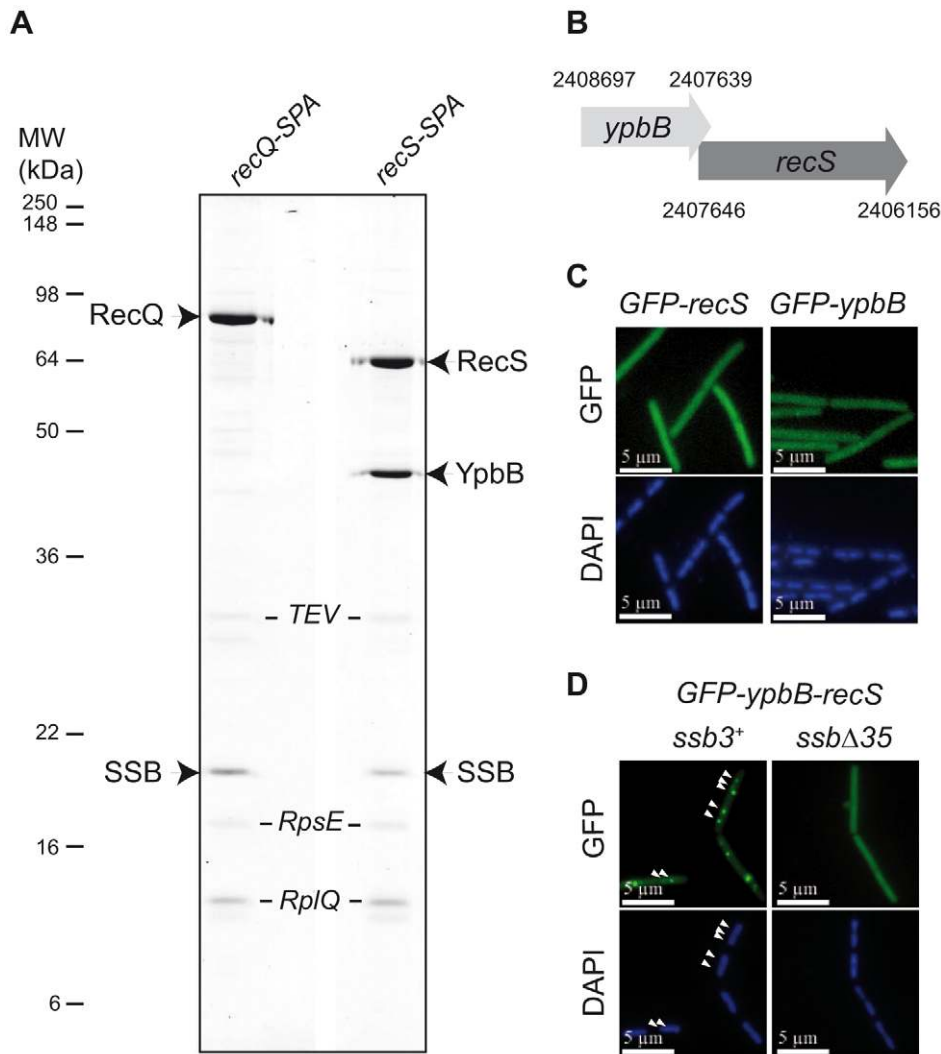 A
MW
(kDa)
recQ-SPA
recS-SPA
250
148
98
64
50
36
22
16
6
RecQ
RecS
YpbB
TEV
SSB
SSB
RpsE
RplQ
B
2408697
2407639
ypbB
recS
2407646
2406156
C
GFP-recS
GFP-ypbB
GFP
5 µm
5 µm
DAPI
5 µm
5 µm
D
GFP-ypbB-recS
ssb3+
ssbΔ35
GFP
5 µm
5 µm
DAPI
5 µm
5 µm